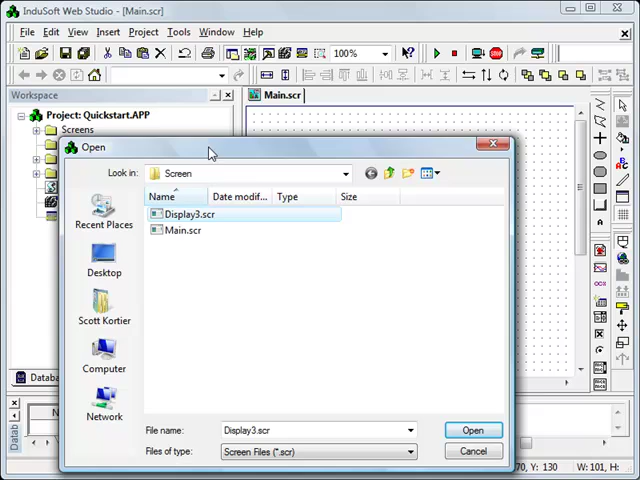 InduSoft Web Studio - [Main.scr]
File Edit View Insert Project Tools Window Help
100%
Workspace
Main.scr
Project: Quickstart.APP
Screens
Open
Look in: Screen
Name Date modif... Type Size
Display3.scr
Main.scr
Recent Places
Desktop
Scott Kortier
Computer
Network
File name: Display3.scr Open
Files of type: Screen Files (*.scr) Cancel
Databa
Datab
70, Y: 130 W: 101, H: